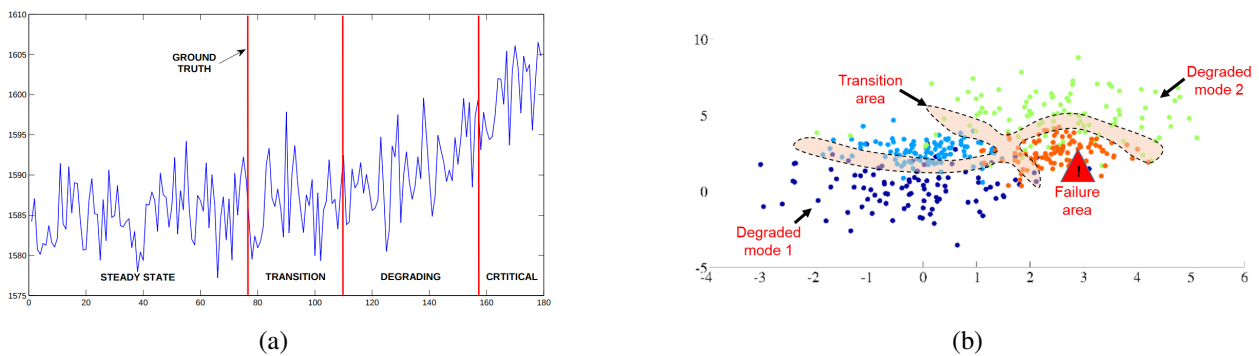 1610
1605
1600
1595
1590
1585
1580
1575
0
20
40
60
80
100
120
140
160
180
GROUND
TRUTH
STEADY STATE
TRANSITION
DEGRADING
CRTITICAL
(a)
10
5
0
-5
-4
-3
-2
-1
0
1
2
3
4
5
6
Transition
area
Degraded
mode 2
Degraded
mode 1
!
Failure
area
(b)